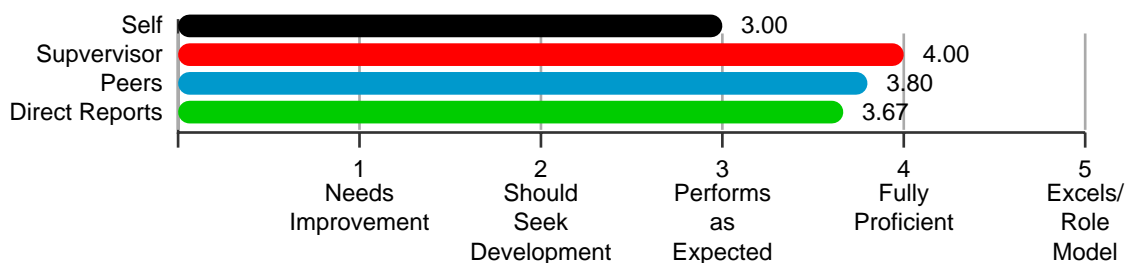 Self 3.00
Supvervisor 4.00
Peers 3.80
Direct Reports 3.67
1 2 3 4 5
Needs Should Performs Fully Excels/
Improvement Seek as Proficient Role
Development Expected Model